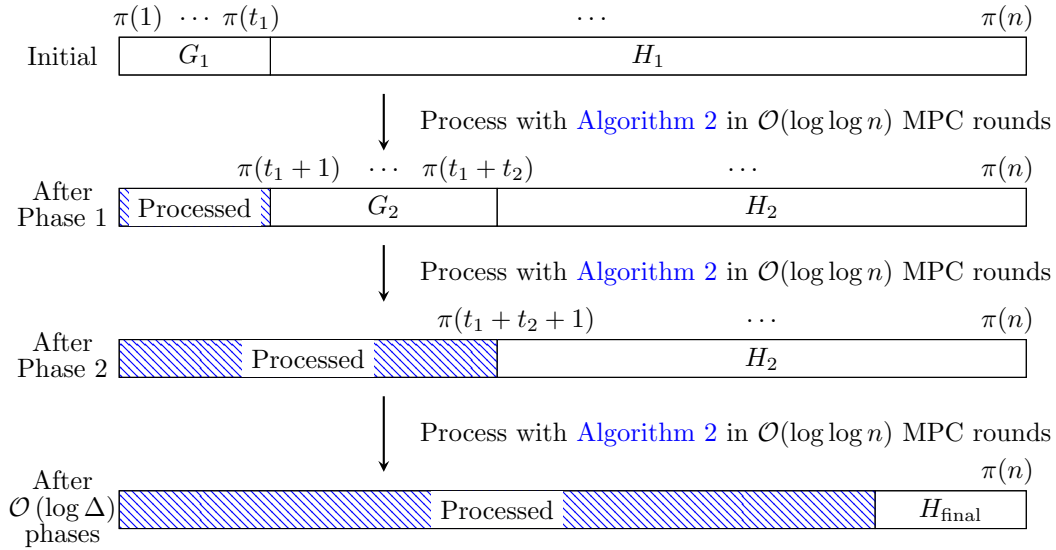 π(1) ⋯ π(t₁) ⋯ π(n)
Initial G₁ H₁
Process with Algorithm 2 in 𝒪(log log n) MPC rounds
π(t₁ + 1) ⋯ π(t₁ + t₂) ⋯ π(n)
After
Phase 1 Processed G₂ H₂
Process with Algorithm 2 in 𝒪(log log n) MPC rounds
π(t₁ + t₂ + 1) ⋯ π(n)
After
Phase 2 Processed H₂
Process with Algorithm 2 in 𝒪(log log n) MPC rounds
π(n)
After
𝒪 (log Δ) Processed H_final
phases